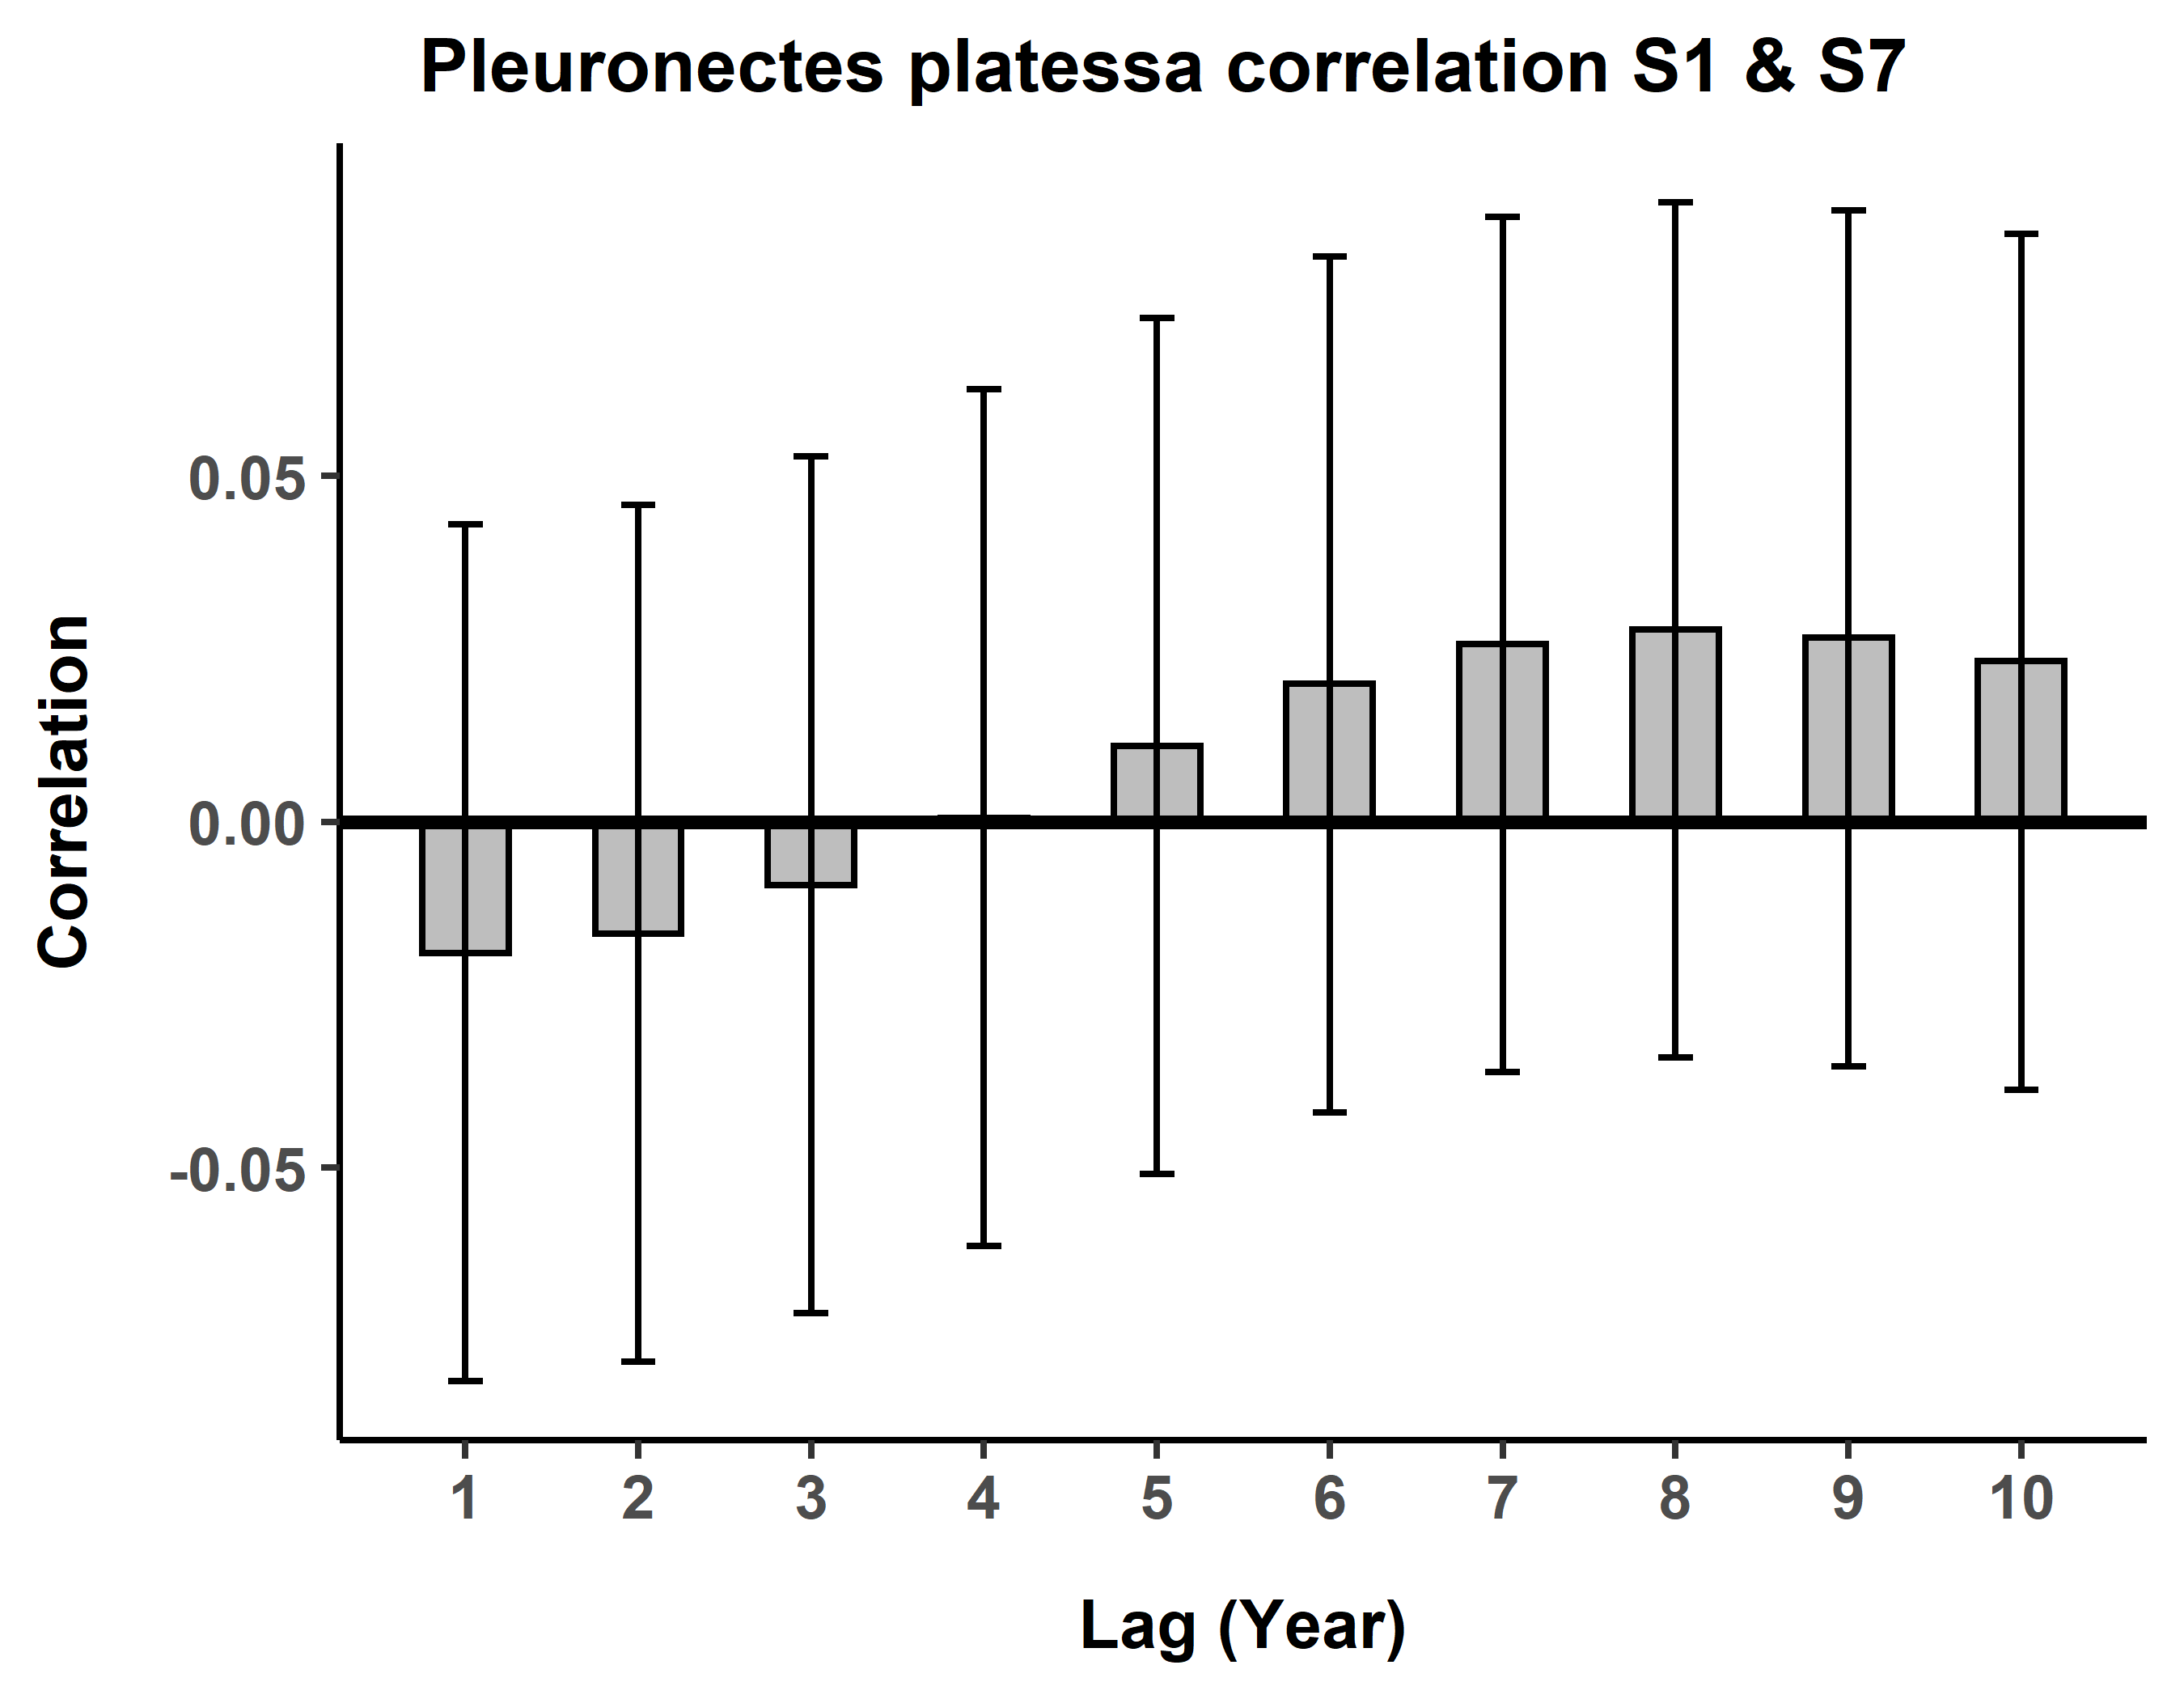 Pleuronectes platessa correlation S1 & S7
Correlation
0.05
0.00
-0.05
1 2 3 4 5 6 7 8 9 10
Lag (Year)